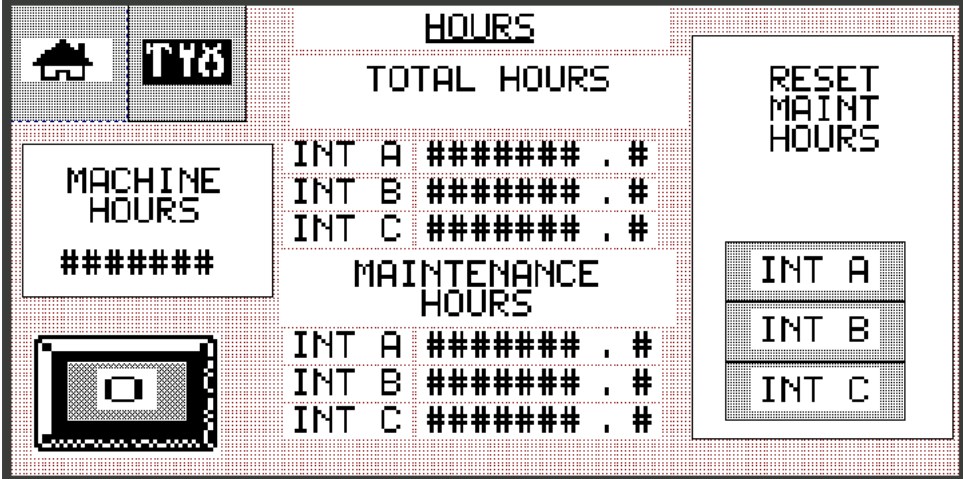 HOURS
TOTAL HOURS
INT A #######.#
INT B #######.#
INT C #######.#
MAINTENANCE
HOURS
INT A #######.#
INT B #######.#
INT C #######.#
MACHINE
HOURS
#######
RESET
MAINT
HOURS
INT A
INT B
INT C